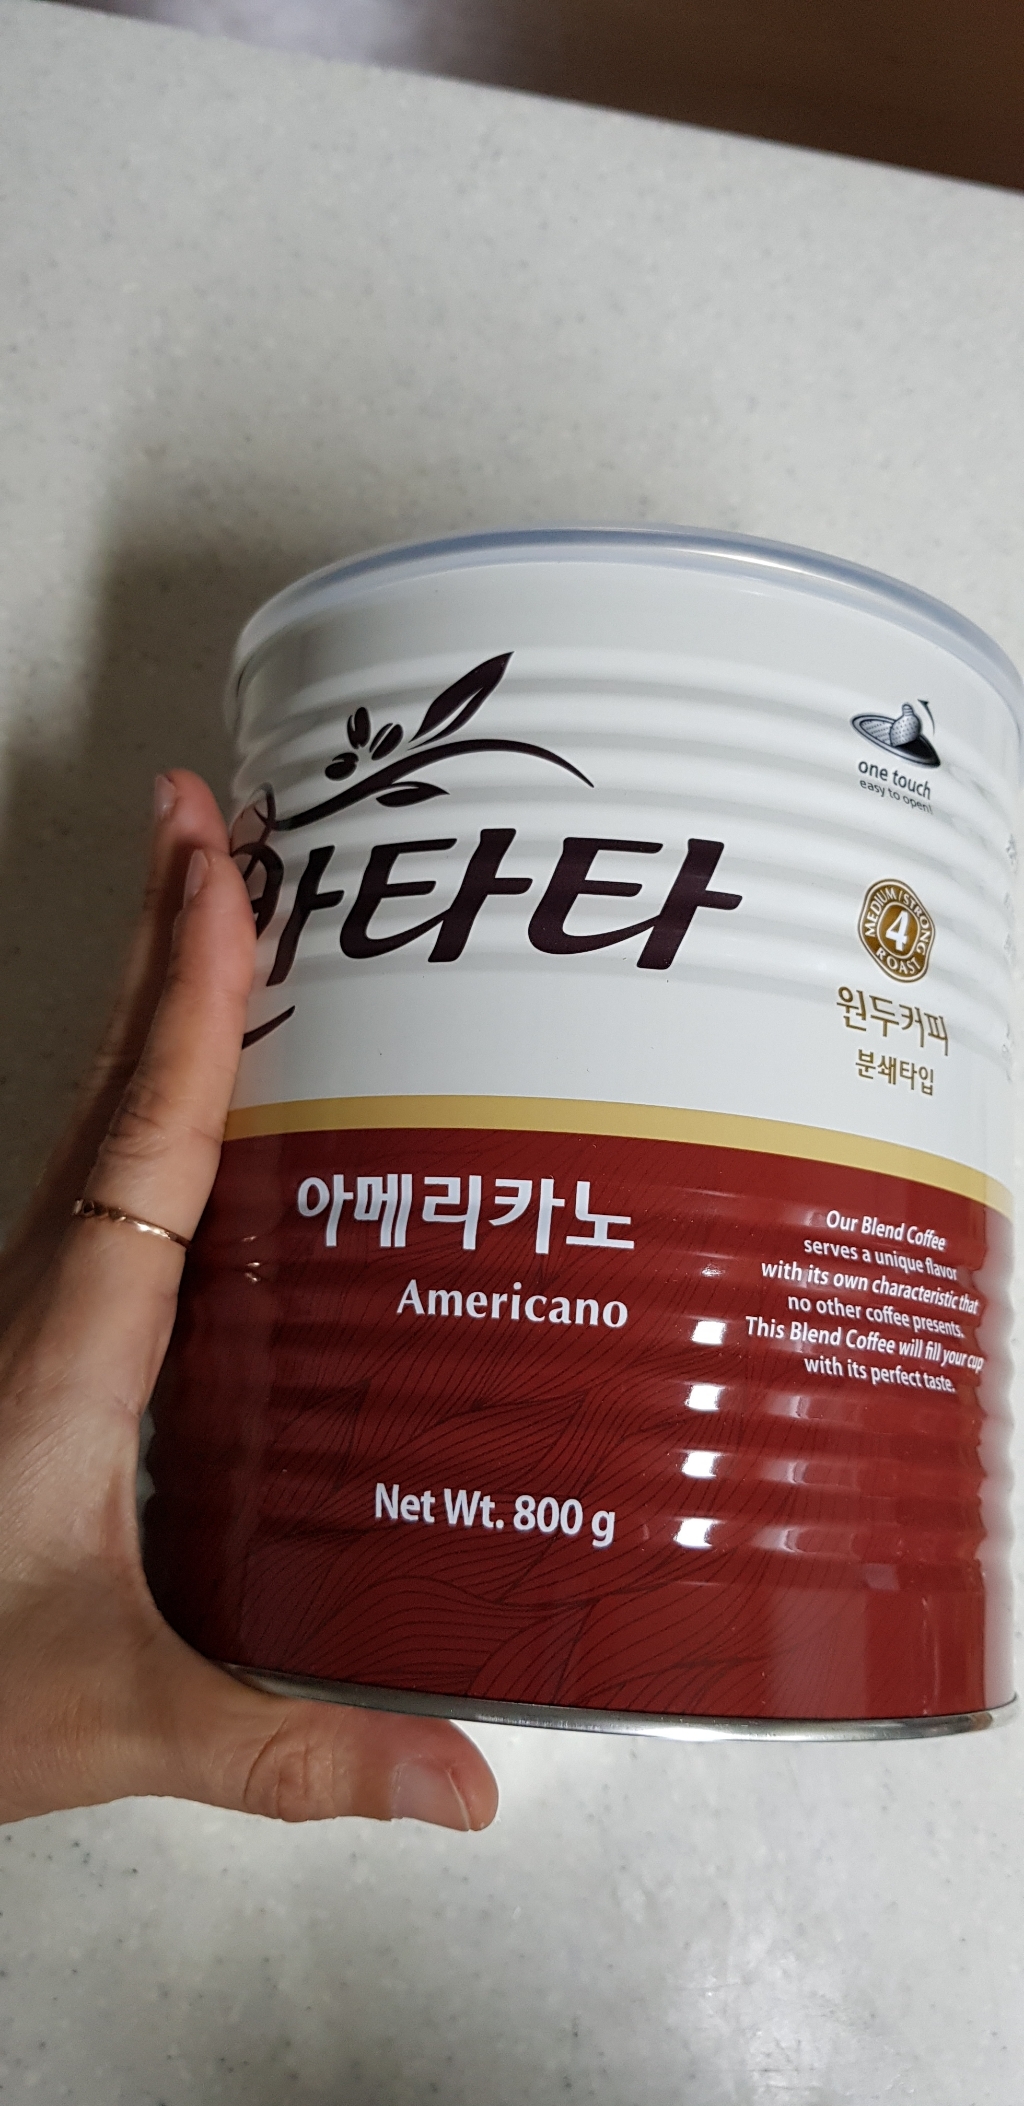 아타타
one touch
easy to open!
MEDIUM/STRONG
4
ROAST
원두커피
분쇄타입
아메리카노
Americano
Our Blend Coffee
serves a unique flavor
with its own characteristic that
no other coffee presents.
This Blend Coffee will fill your cup
with its perfect taste.
Net Wt. 800 g